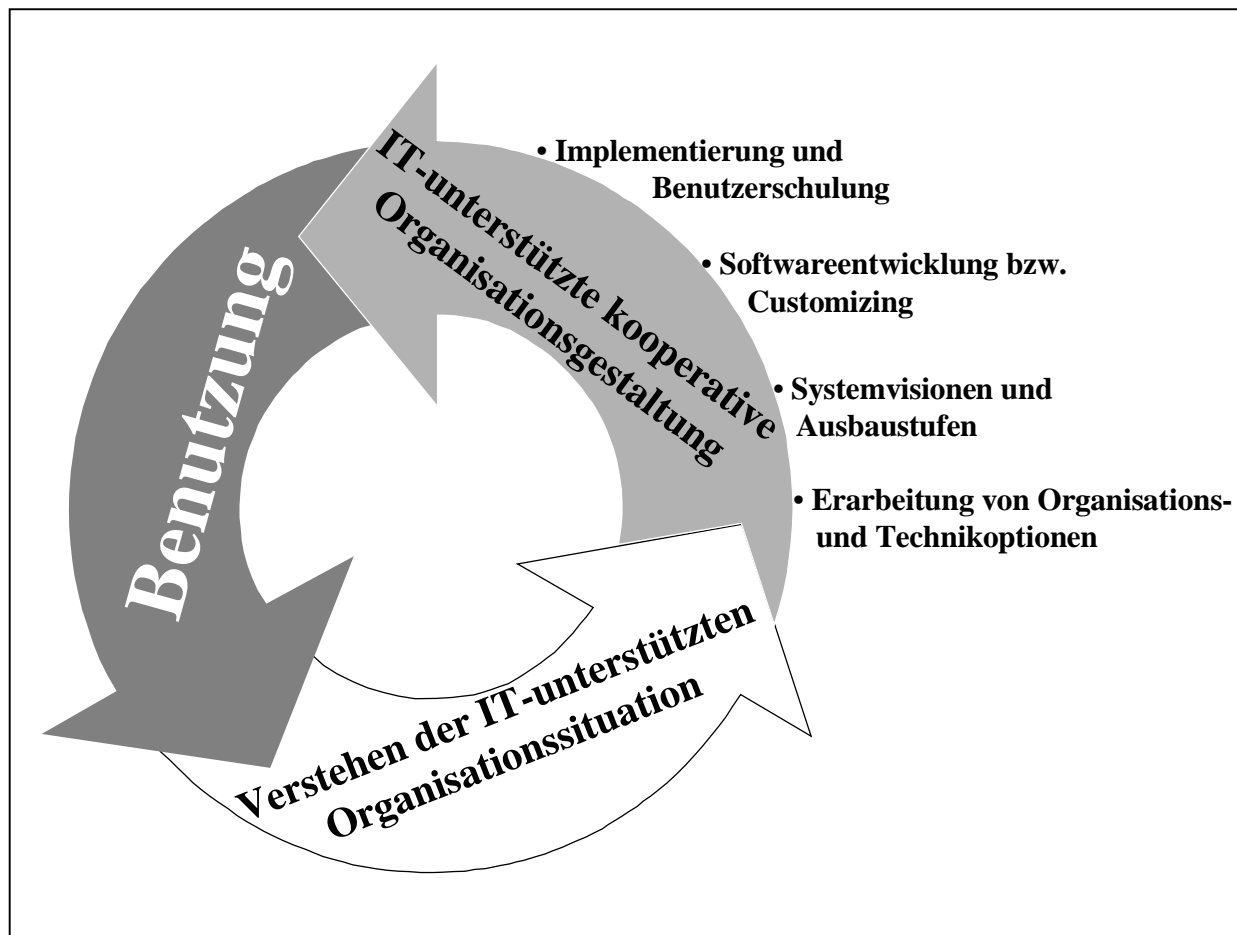 IT-unterstützte kooperative
Organisationsgestaltung
• Implementierung und
Benutzerschulung
• Softwareentwicklung bzw.
Customizing
• Systemvisionen und
Ausbaustufen
• Erarbeitung von Organisations-
und Technikoptionen
Benutzung
Verstehen der IT-unterstützten
Organisationssituation